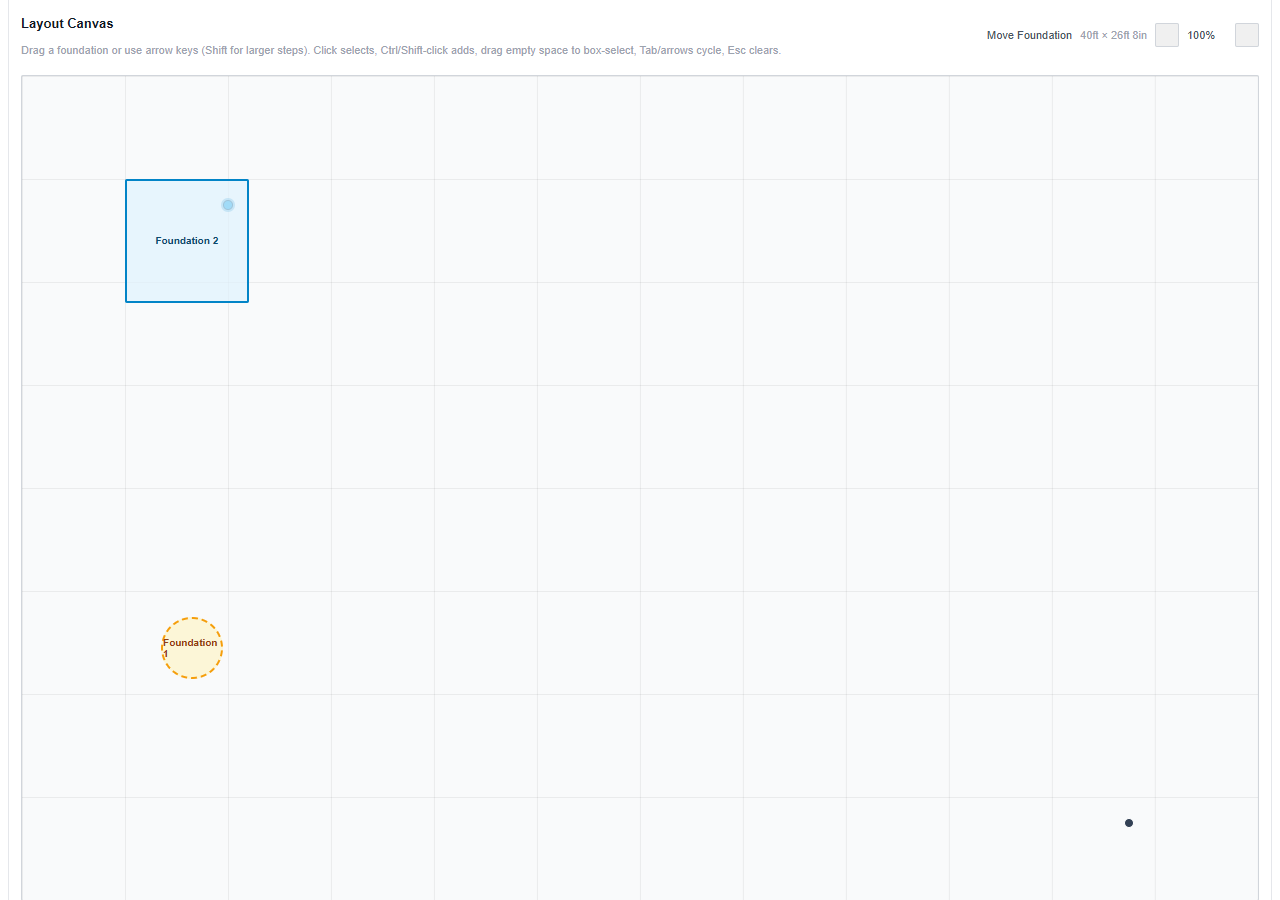 Layout Canvas
Drag a foundation or use arrow keys (Shift for larger steps). Click selects, Ctrl/Shift-click adds, drag empty space to box-select, Tab/arrows cycle, Esc clears.
Move Foundation 40ft × 26ft 8in 100%
Foundation 2
Foundation
1